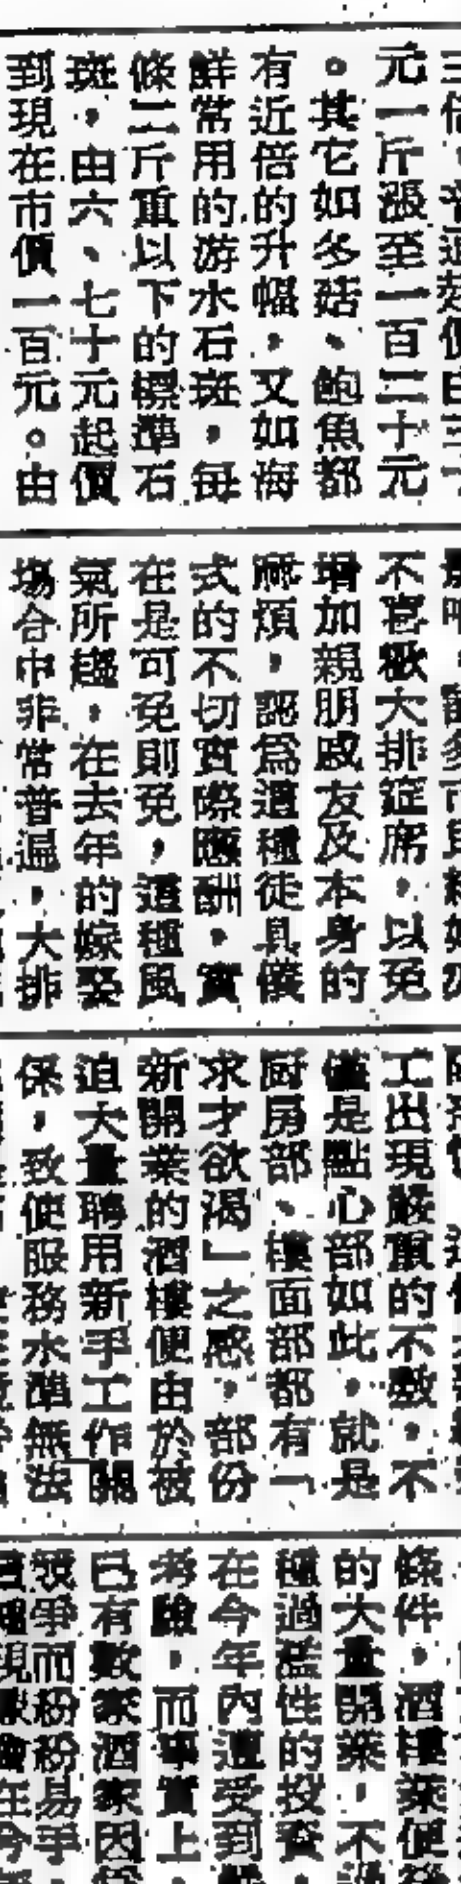 元一斤漲至一百二十元
。其它如冬菇、鮑魚都
有近倍的升幅，又如海
鮮常用的游水石斑，每
條二斤重以下的標準石
斑，由六、七十元起價
到現在市價一百元。由
不喜歡大排筵席，以免
增加親朋戚友及本身的
麻煩，認爲這種徒具僕
式的不切實際應酬，實
在是可免則免，這種風
氣所趨，在去年的嫁娶
場合中非常普遍，大排
工出現嚴重的不敷，不
僅是點心部如此，就是
厨房部、樓面部都有「
求才欲渴」之感，部份
新開業的酒樓便由於被
迫大量聘用新手工作關
係，致使服務水準無法
條件，酒樓業便
的大量開業，不過
種過猛性的投資，
在今年內遭受到
考驗，而事實上，
已有數家酒家因
競爭而紛紛易手